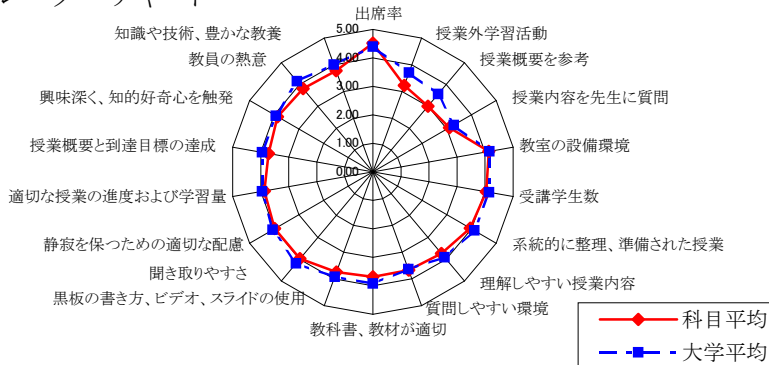 出席率
授業外学習活動
授業概要を参考
授業内容を先生に質問
教室の設備環境
受講学生数
系統的に整理、準備された授業
理解しやすい授業内容
質問しやすい環境
教科書、教材が適切
黒板の書き方、ビデオ、スライドの使用
聞き取りやすさ
静寂を保つための適切な配慮
適切な授業の進度および学習量
授業概要と到達目標の達成
興味深く、知的好奇心を触発
教員の熱意
知識や技術、豊かな教養
5.00
4.00
3.00
2.00
1.00
0.00
科目平均
大学平均